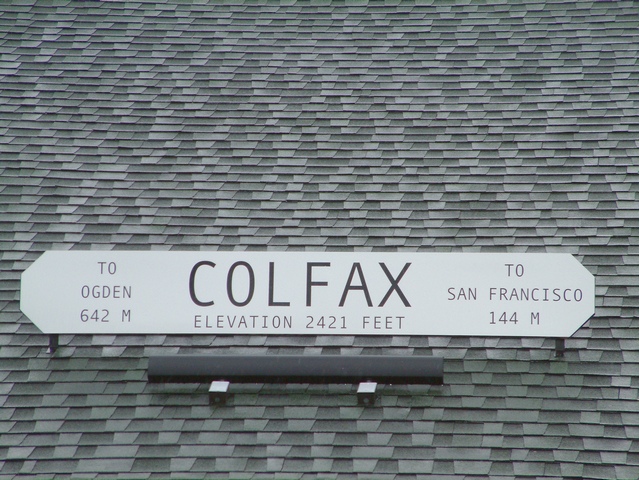 TO
OGDEN
642 M
COLFAX
ELEVATION 2421 FEET
TO
SAN FRANCISCO
144 M